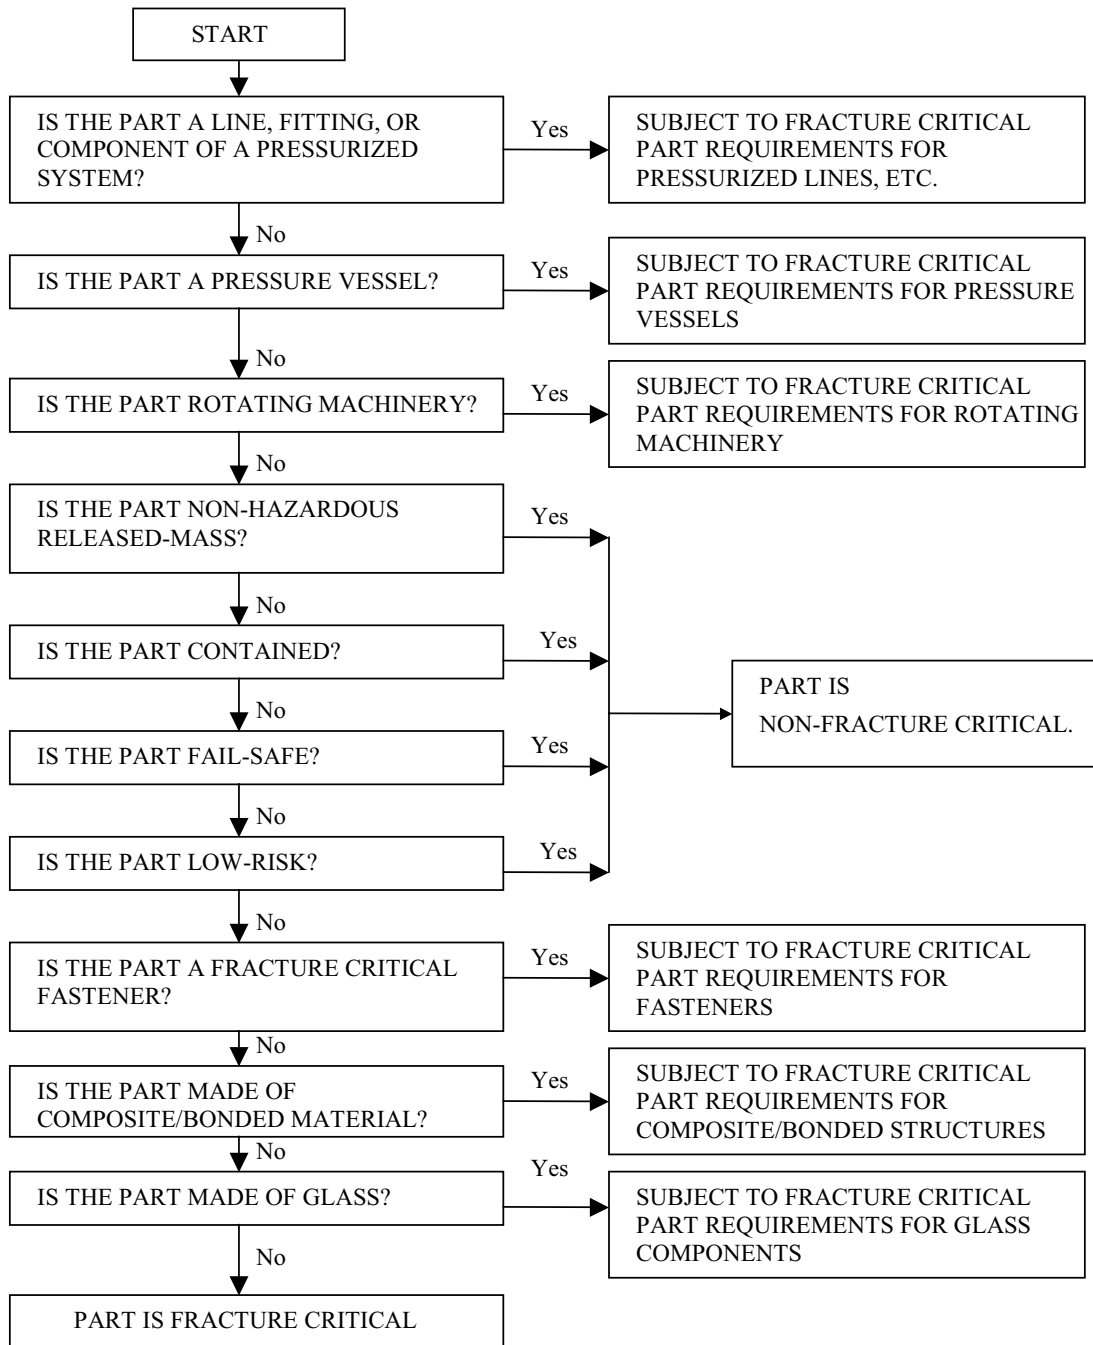 START
IS THE PART A LINE, FITTING, OR
COMPONENT OF A PRESSURIZED
SYSTEM?
Yes
SUBJECT TO FRACTURE CRITICAL
PART REQUIREMENTS FOR
PRESSURIZED LINES, ETC.
No
IS THE PART A PRESSURE VESSEL?
Yes
SUBJECT TO FRACTURE CRITICAL
PART REQUIREMENTS FOR PRESSURE
VESSELS
No
IS THE PART ROTATING MACHINERY?
Yes
SUBJECT TO FRACTURE CRITICAL
PART REQUIREMENTS FOR ROTATING
MACHINERY
No
IS THE PART NON-HAZARDOUS
RELEASED-MASS?
Yes
No
IS THE PART CONTAINED?
Yes
PART IS
NON-FRACTURE CRITICAL.
No
IS THE PART FAIL-SAFE?
Yes
No
IS THE PART LOW-RISK?
Yes
No
IS THE PART A FRACTURE CRITICAL
FASTENER?
Yes
SUBJECT TO FRACTURE CRITICAL
PART REQUIREMENTS FOR
FASTENERS
No
IS THE PART MADE OF
COMPOSITE/BONDED MATERIAL?
Yes
SUBJECT TO FRACTURE CRITICAL
PART REQUIREMENTS FOR
COMPOSITE/BONDED STRUCTURES
No
IS THE PART MADE OF GLASS?
Yes
SUBJECT TO FRACTURE CRITICAL
PART REQUIREMENTS FOR GLASS
COMPONENTS
No
PART IS FRACTURE CRITICAL